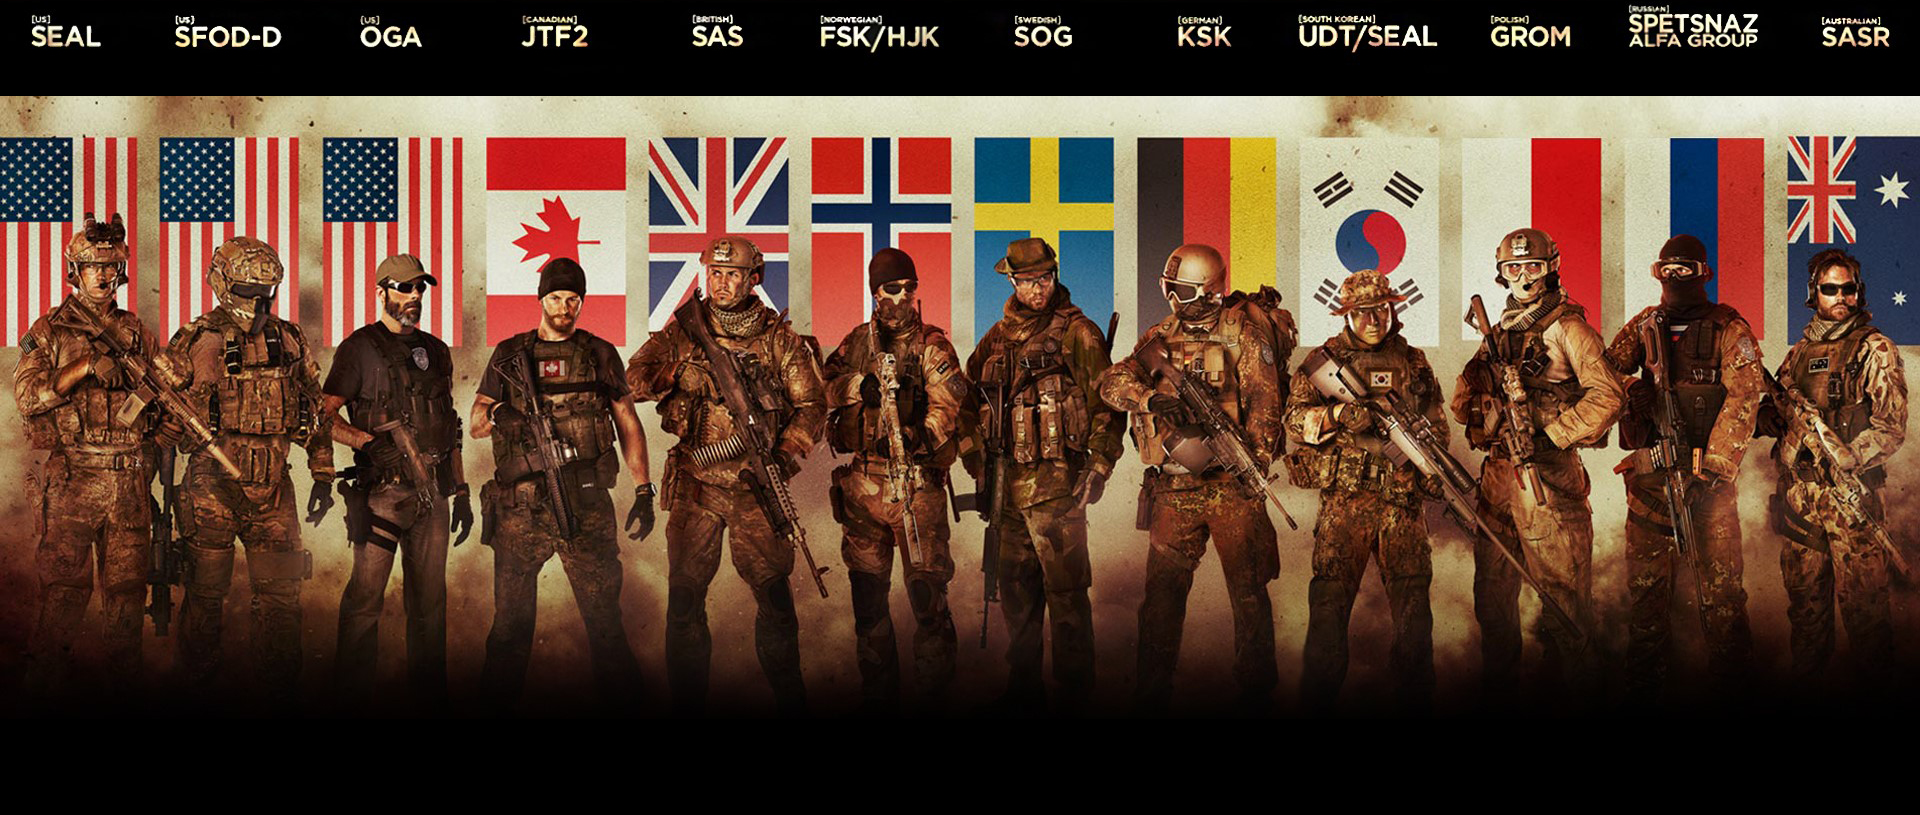 [US]
SEAL
[US]
SFOD-D
[US]
OGA
[CANADIAN]
JTF2
[BRITISH]
SAS
[NORWEGIAN]
FSK/HJK
[SWEDISH]
SOG
[GERMAN]
KSK
[SOUTH KOREAN]
UDT/SEAL
[POLISH]
GROM
[RUSSIAN]
SPETSNAZ
ALFA GROUP
[AUSTRALIAN]
SASR